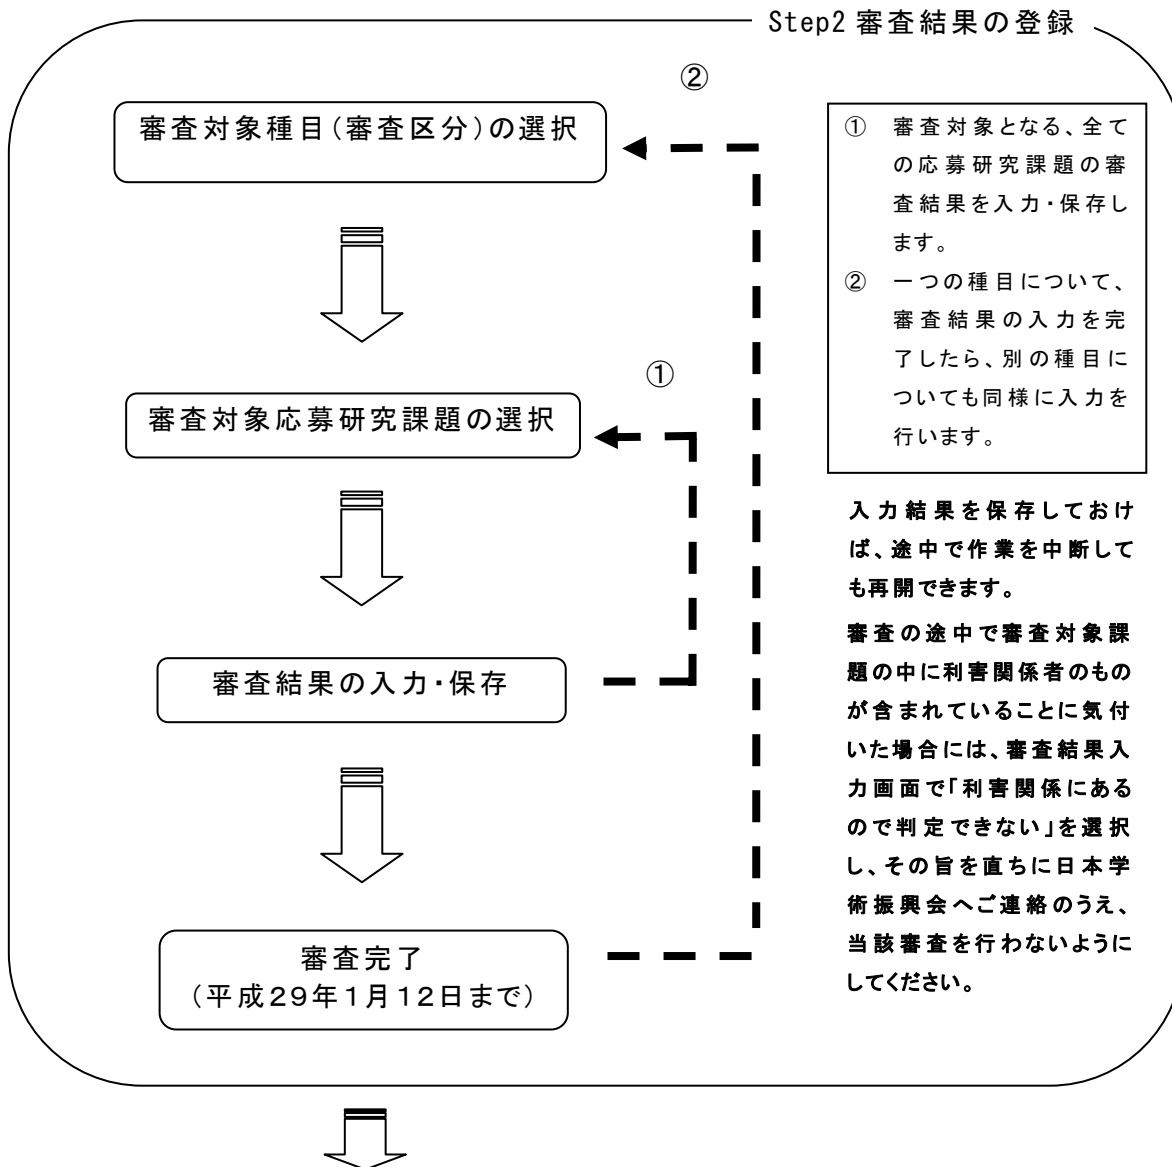 Step2 審査結果の登録
②
審査対象種目(審査区分)の選択
①
審査対象応募研究課題の選択
審査結果の入力・保存
審査完了
(平成29年1月12日まで)
① 審査対象となる、全て
の応募研究課題の審
査結果を入力・保存し
ます。
② 一つの種目について、
審査結果の入力を完
了したら、別の種目に
ついても同様に入力を
行います。
入力結果を保存しておけ
ば、途中で作業を中断して
も再開できます。
審査の途中で審査対象課
題の中に利害関係者のもの
が含まれていることに気付
いた場合には、審査結果入
力画面で「利害関係にある
ので判定できない」を選択
し、その旨を直ちに日本学
術振興会へご連絡のうえ、
当該審査を行わないように
してください。